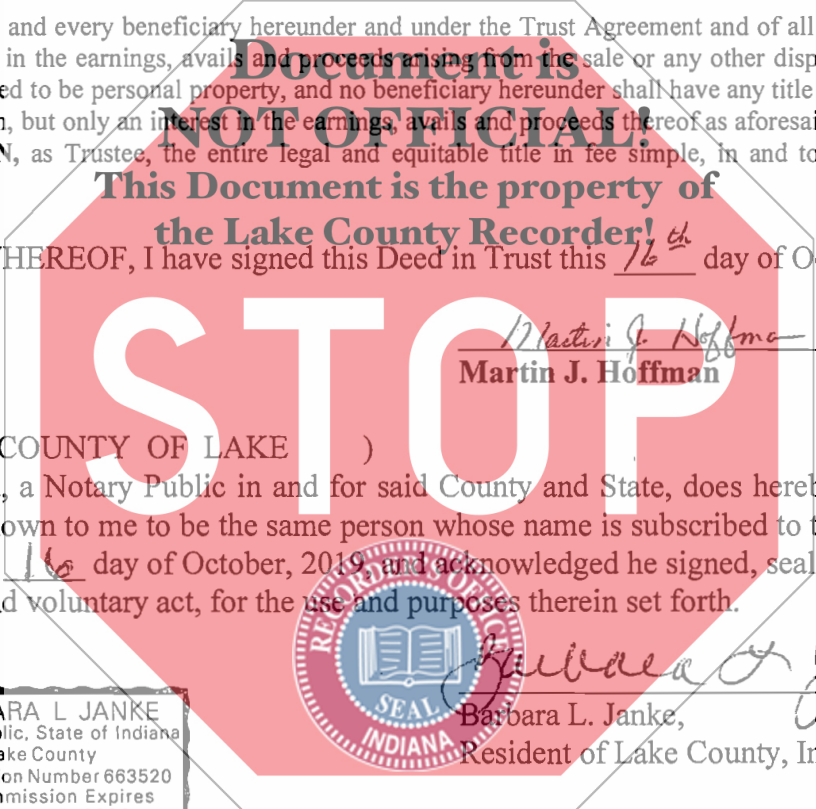 and every beneficiary hereunder and under the Trust Agreement and of all
in the earnings, avails and proceeds arising from the sale or any other disp
Document is
ed to be personal property, and no beneficiary hereunder shall have any title
NOT OFFICIAL!
, but only an interest in the earnings, avails and proceeds thereof as aforesai
N, as Trustee, the entire legal and equitable title in fee simple, in and to
This Document is the property of
the Lake County Recorder!
HEREOF, I have signed this Deed in Trust this 16th day of O
STOP
Martin J. Hoffman
Martin J. Hoffman
COUNTY OF LAKE )
, a Notary Public in and for said County and State, does hereb
own to me to be the same person whose name is subscribed to t
16 day of October, 2019, and acknowledged he signed, seal
d voluntary act, for the use and purposes therein set forth.
RECORDER'S OFFICE
SEAL
INDIANA
Barbara
ARA L JANKE
lic, State of Indiana
ake County
on Number 663520
mmission Expires
Barbara L. Janke,
Resident of Lake County, In